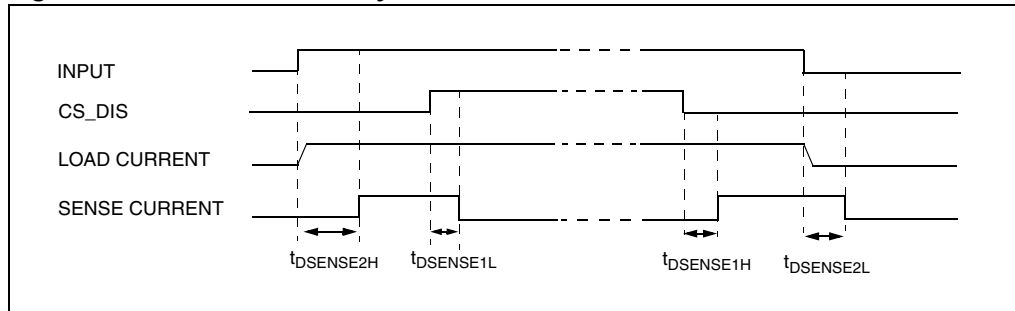 INPUT
CS_DIS
LOAD CURRENT
SENSE CURRENT
tDSENSE2H
tDSENSE1L
tDSENSE1H
tDSENSE2L